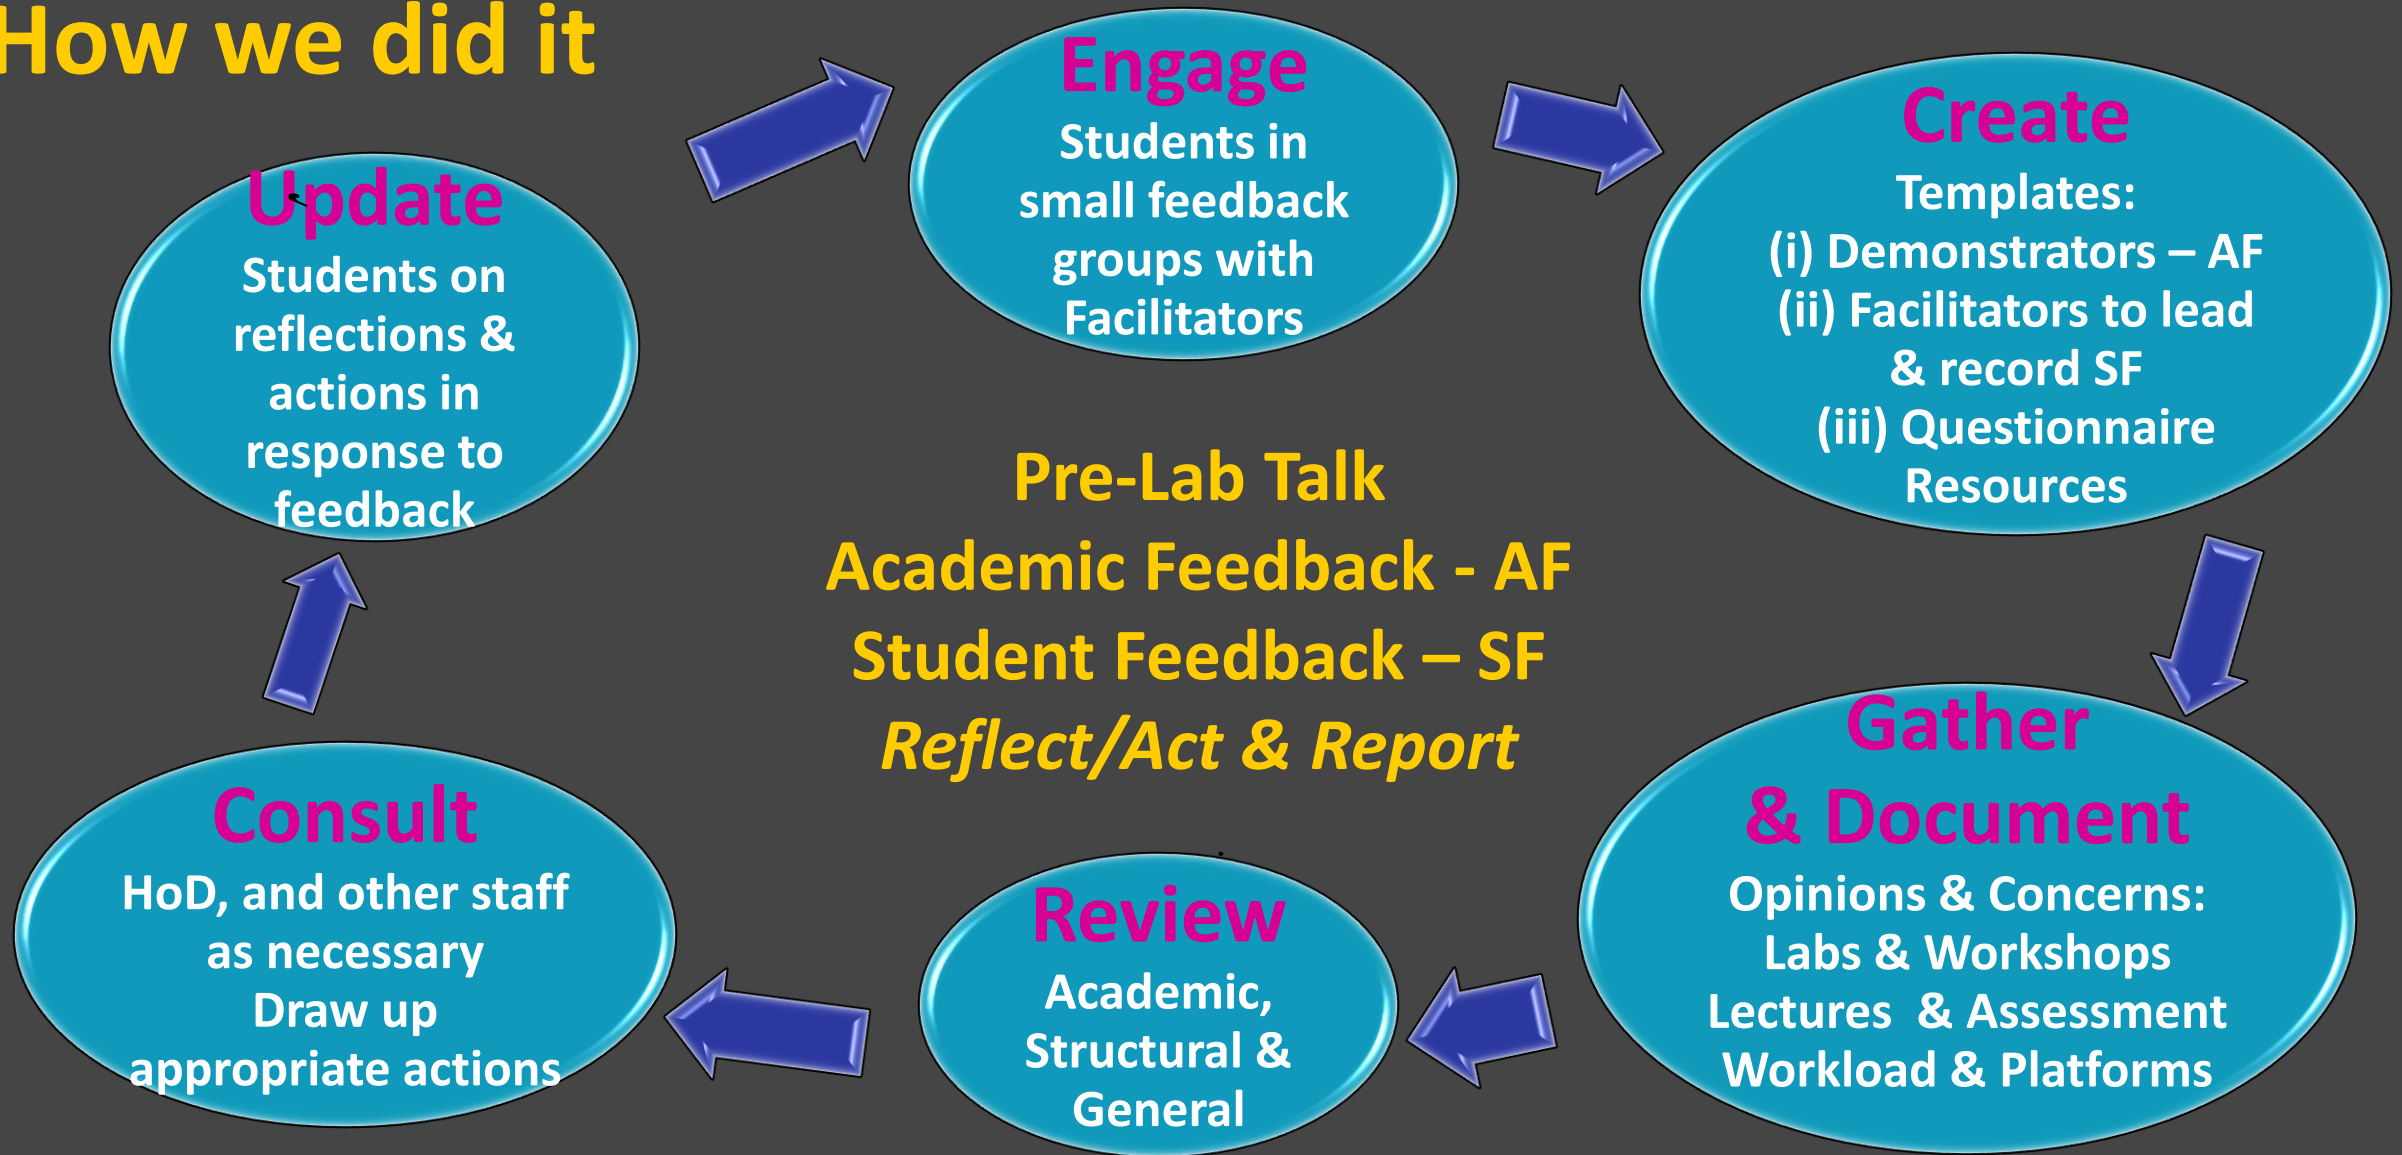 How we did it
Engage
Students in
small feedback
groups with
Facilitators
Create
Templates:
(i) Demonstrators – AF
(ii) Facilitators to lead
& record SF
(iii) Questionnaire
Resources
Gather
& Document
Opinions & Concerns:
Labs & Workshops
Lectures & Assessment
Workload & Platforms
Review
Academic,
Structural &
General
Consult
HoD, and other staff
as necessary
Draw up
appropriate actions
Update
Students on
reflections &
actions in
response to
feedback
Pre-Lab Talk
Academic Feedback - AF
Student Feedback – SF
Reflect/Act & Report